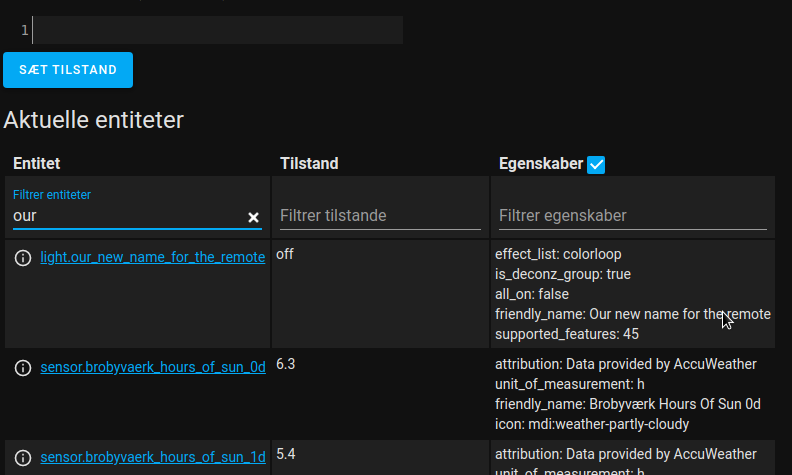 1
SÆT TILSTAND
Aktuelle entiteter
Entitet Tilstand Egenskaber
Filtrer entiteter
our Filtrer tilstande Filtrer egenskaber
light.our_new_name_for_the_remote off effect_list: colorloop
is_deconz_group: true
all_on: false
friendly_name: Our new name for the remote
supported_features: 45
sensor.brobyvaerk_hours_of_sun_0d 6.3 attribution: Data provided by AccuWeather
unit_of_measurement: h
friendly_name: Brobyværk Hours Of Sun 0d
icon: mdi:weather-partly-cloudy
sensor.brobyvaerk_hours_of_sun_1d 5.4 attribution: Data provided by AccuWeather
unit_of_measurement: h